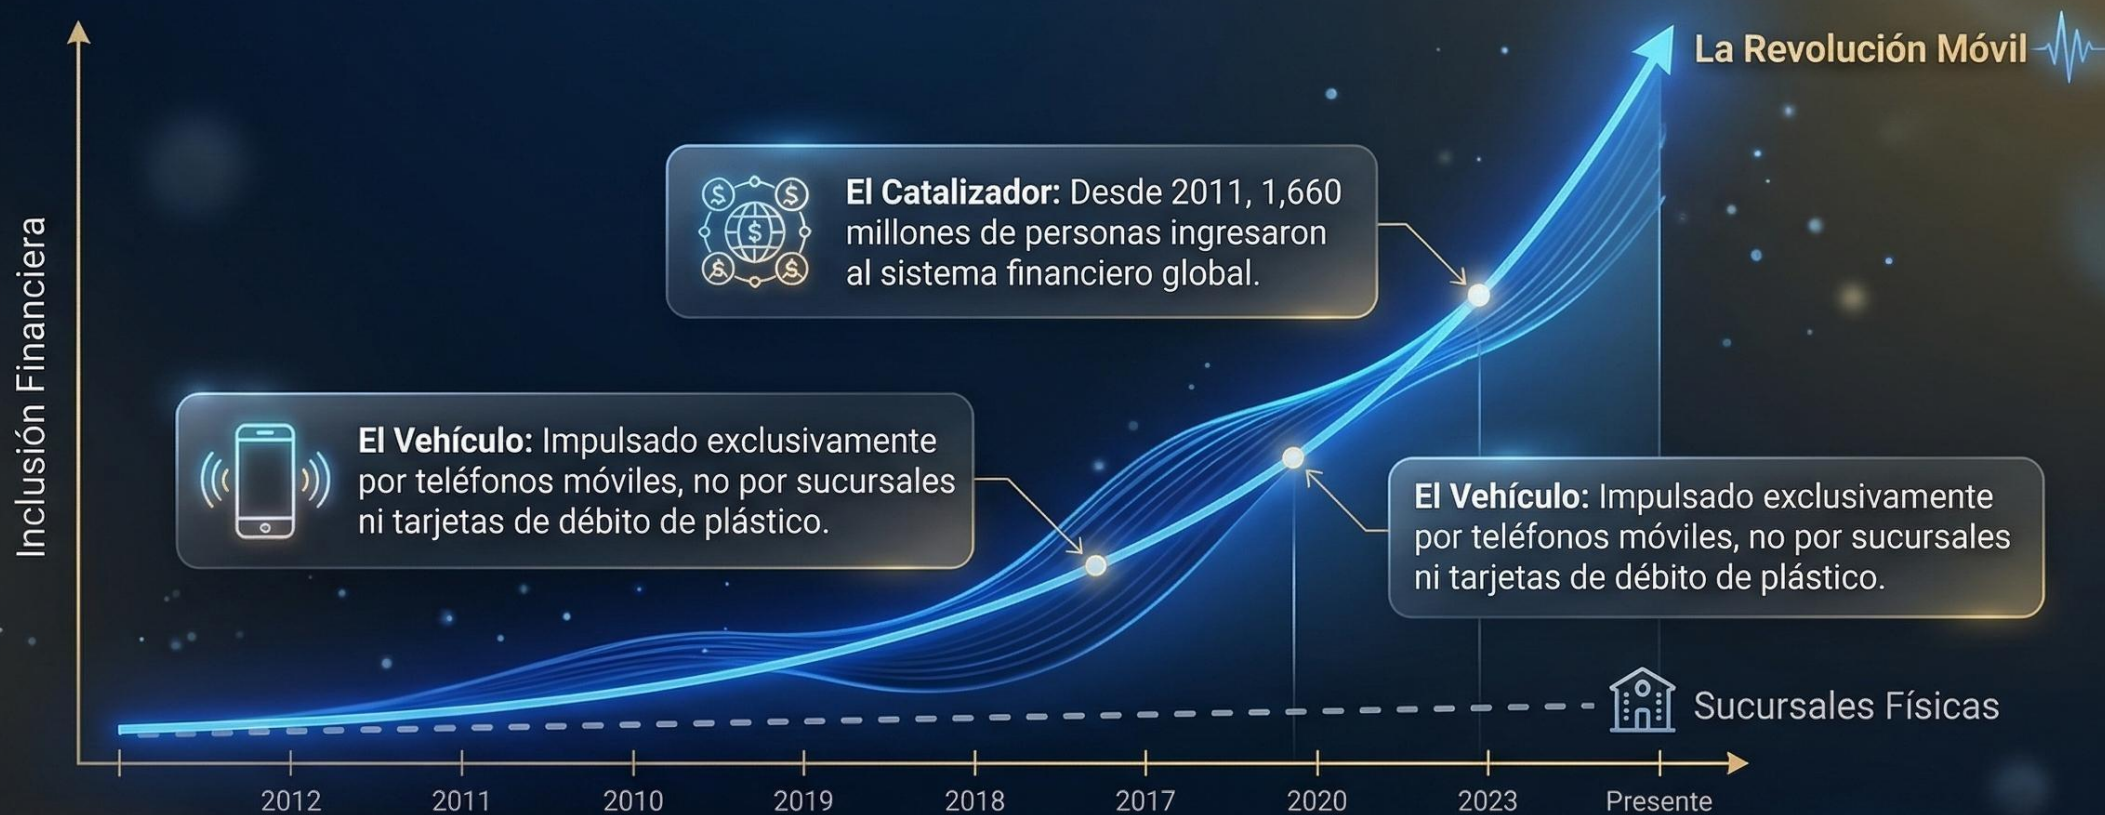 La Revolución Móvil
Inclusión Financiera
El Catalizador: Desde 2011, 1,660
millones de personas ingresaron
al sistema financiero global.
El Vehículo: Impulsado exclusivamente
por teléfonos móviles, no por sucursales
ni tarjetas de débito de plástico.
El Vehículo: Impulsado exclusivamente
por teléfonos móviles, no por sucursales
ni tarjetas de débito de plástico.
Sucursales Físicas
2012 2011 2010 2019 2018 2017 2020 2023 Presente